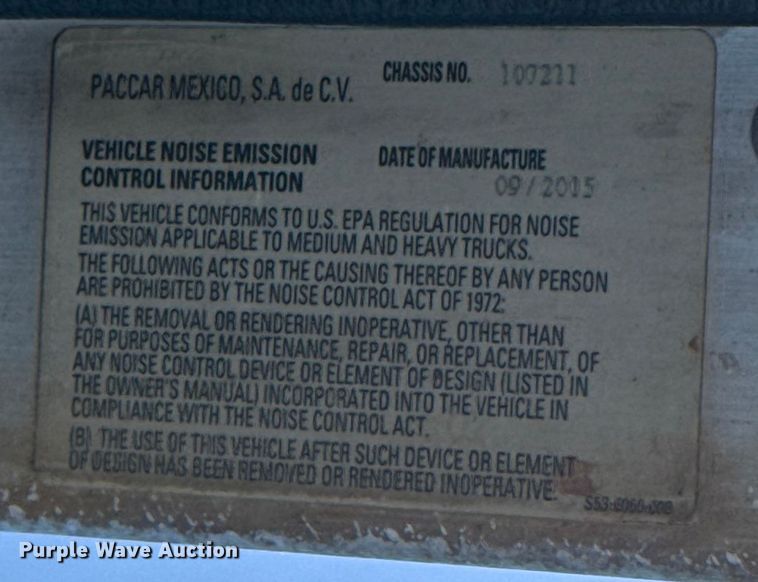 PACCAR MEXICO, S.A. de C.V.
CHASSIS NO. 107211
VEHICLE NOISE EMISSION
CONTROL INFORMATION
DATE OF MANUFACTURE
09/2015
THIS VEHICLE CONFORMS TO U.S. EPA REGULATION FOR NOISE
EMISSION APPLICABLE TO MEDIUM AND HEAVY TRUCKS.
THE FOLLOWING ACTS OR THE CAUSING THEREOF BY ANY PERSON
ARE PROHIBITED BY THE NOISE CONTROL ACT OF 1972:
(A) THE REMOVAL OR RENDERING INOPERATIVE, OTHER THAN
FOR PURPOSES OF MAINTENANCE, REPAIR, OR REPLACEMENT, OF
ANY NOISE CONTROL DEVICE OR ELEMENT OF DESIGN (LISTED IN
THE OWNER'S MANUAL) INCORPORATED INTO THE VEHICLE IN
COMPLIANCE WITH THE NOISE CONTROL ACT.
(B) THE USE OF THIS VEHICLE AFTER SUCH DEVICE OR ELEMENT
OF DESIGN HAS BEEN REMOVED OR RENDERED INOPERATIVE.
Purple Wave Auction